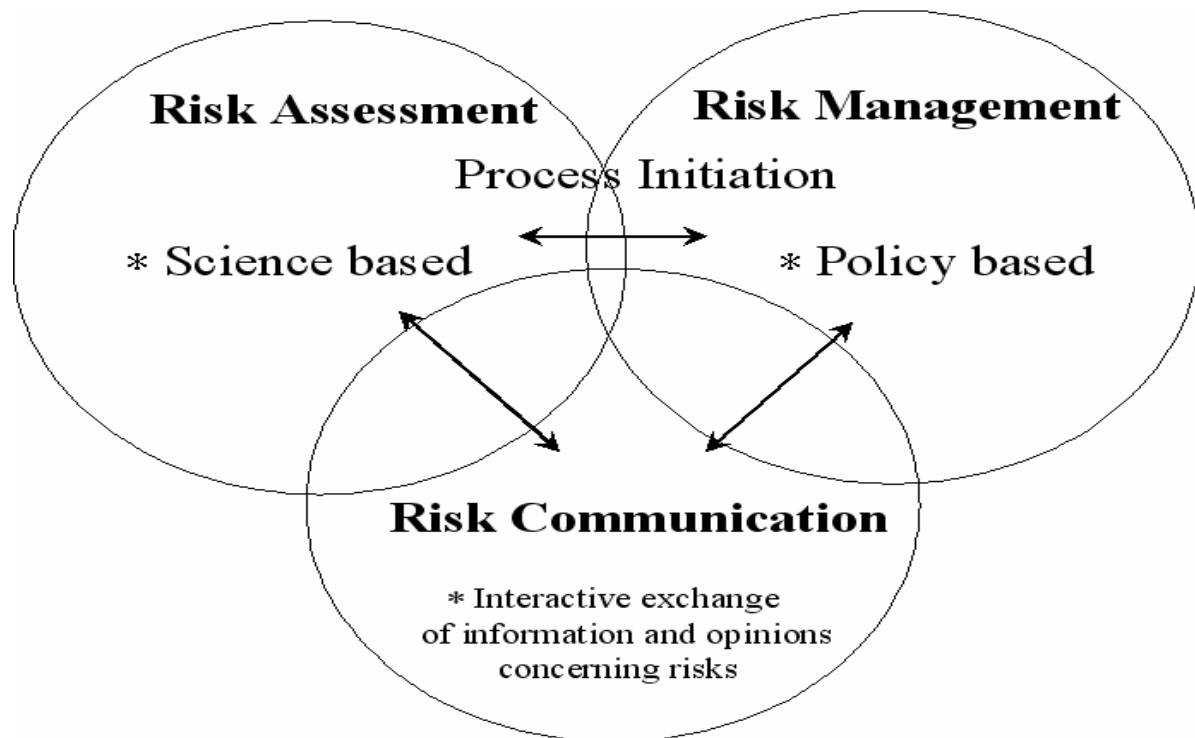 Risk Assessment
Risk Management
Process Initiation
* Science based
* Policy based
Risk Communication
* Interactive exchange
of information and opinions
concerning risks